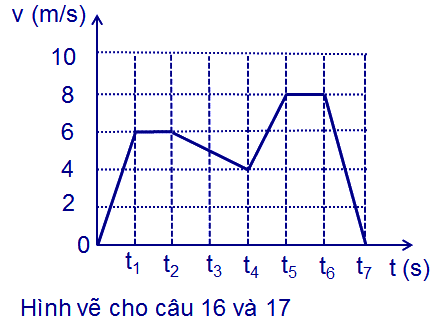 v (m/s)
10
8
6
4
2
0
t₁ t₂ t₃ t₄ t₅ t₆ t₇ t (s)
Hình vẽ cho câu 16 và 17